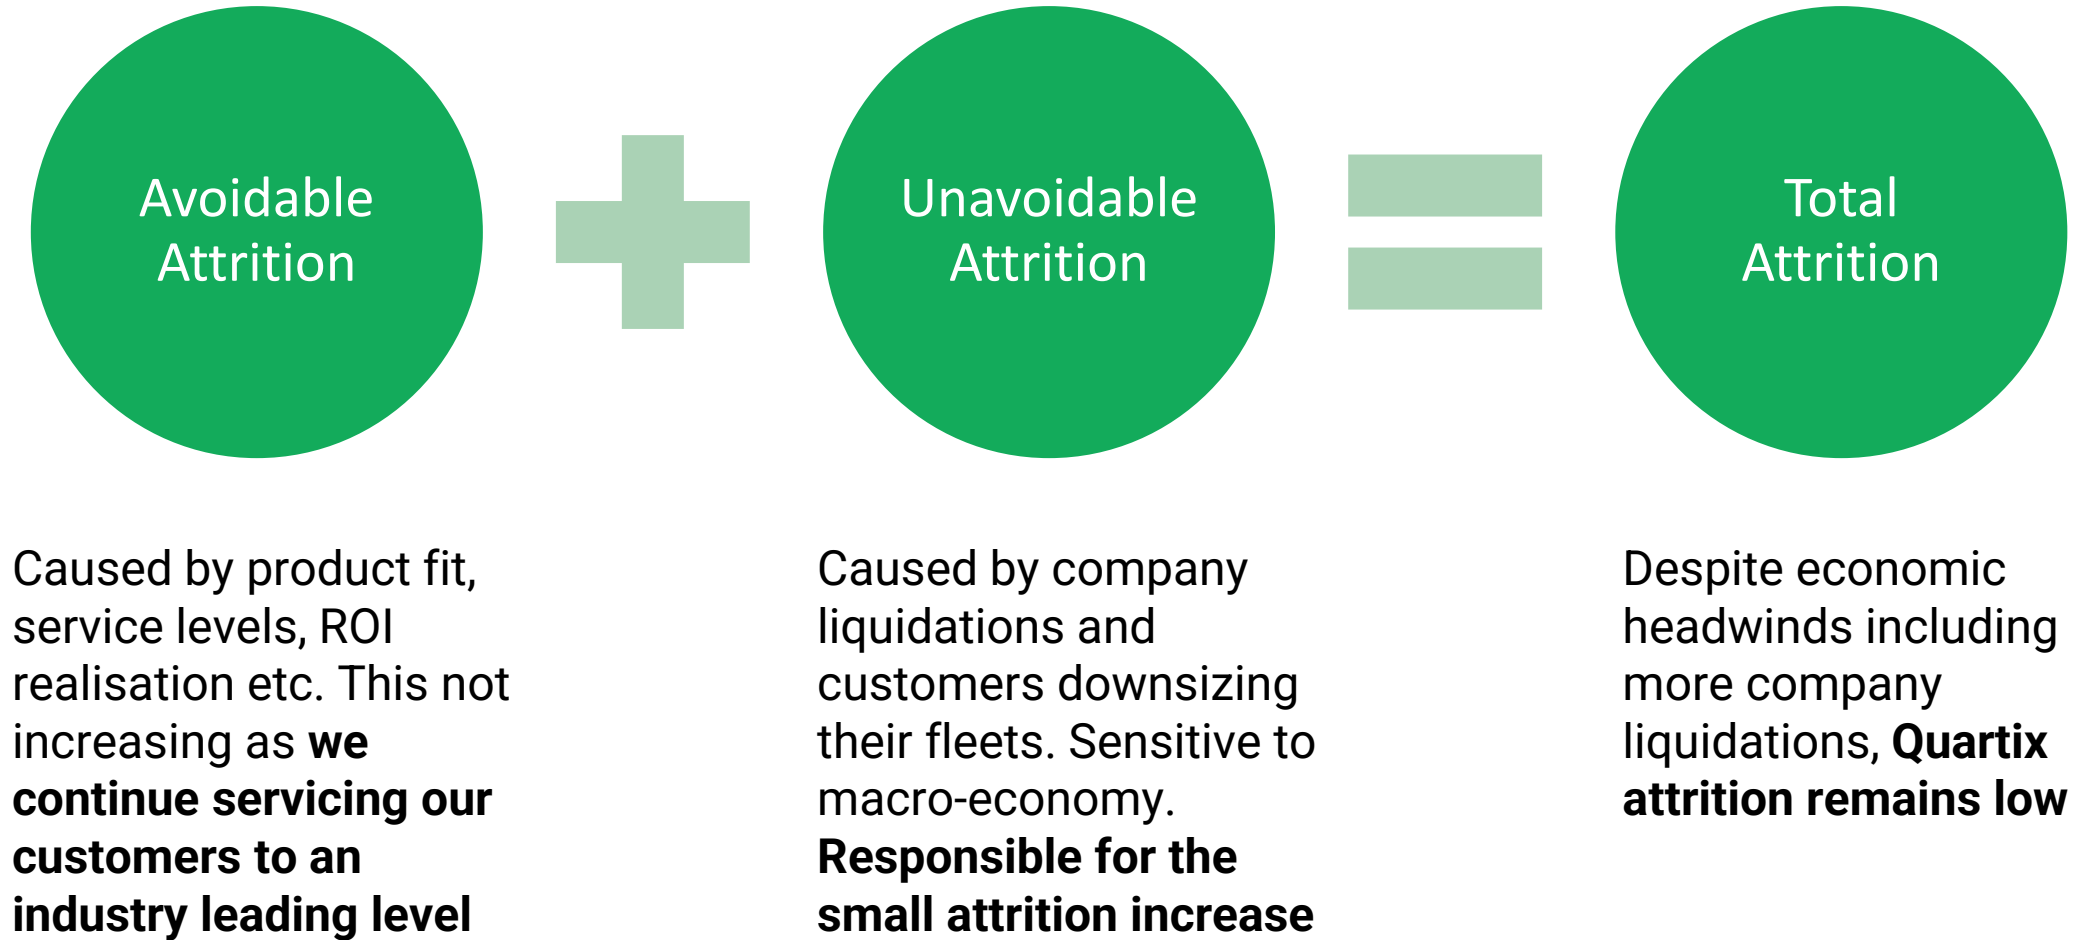 Avoidable
Attrition
Unavoidable
Attrition
Total
Attrition
Caused by product fit,
service levels, ROI
realisation etc. This not
increasing as we
continue servicing our
customers to an
industry leading level
Caused by company
liquidations and
customers downsizing
their fleets. Sensitive to
macro-economy.
Responsible for the
small attrition increase
Despite economic
headwinds including
more company
liquidations, Quartix
attrition remains low